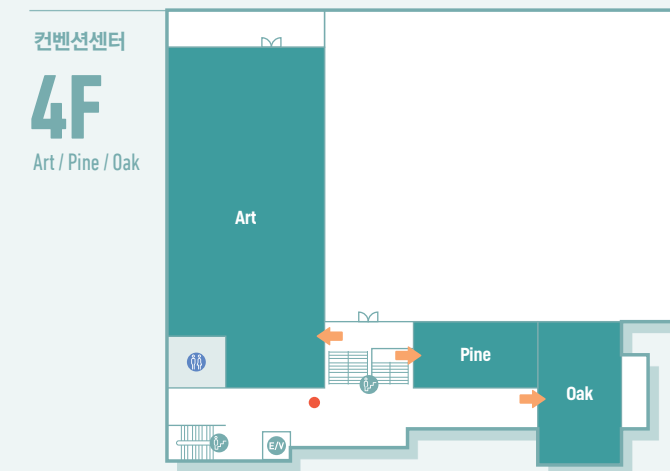 컨벤션센터
4F
Art / Pine / Oak
Art
Pine
Oak
E/V